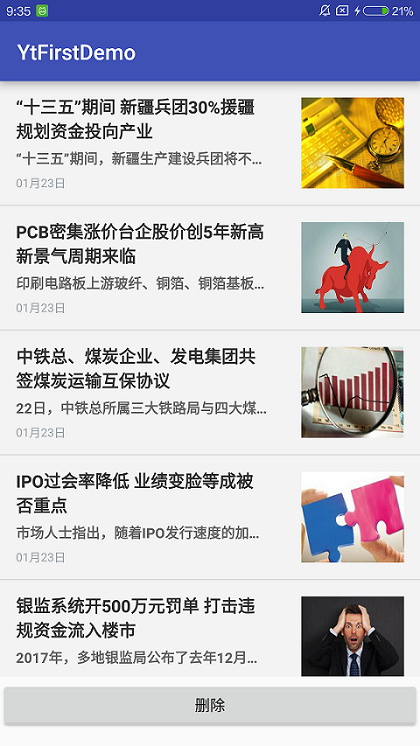 9:35
21%
YtFirstDemo
“十三五”期间 新疆兵团30%援疆
规划资金投向产业
“十三五”期间，新疆生产建设兵团将不...
01月23日
PCB密集涨价台企股价创5年新高
新景气周期来临
印刷电路板上游玻纤、铜箔、铜箔基板...
01月23日
中铁总、煤炭企业、发电集团共
签煤炭运输互保协议
22日，中铁总所属三大铁路局与四大煤...
01月23日
IPO过会率降低 业绩变脸等成被
否重点
市场人士指出，随着IPO发行速度的加...
01月23日
银监系统开500万元罚单 打击违
规资金流入楼市
2017年，多地银监局公布了去年12月...
删除